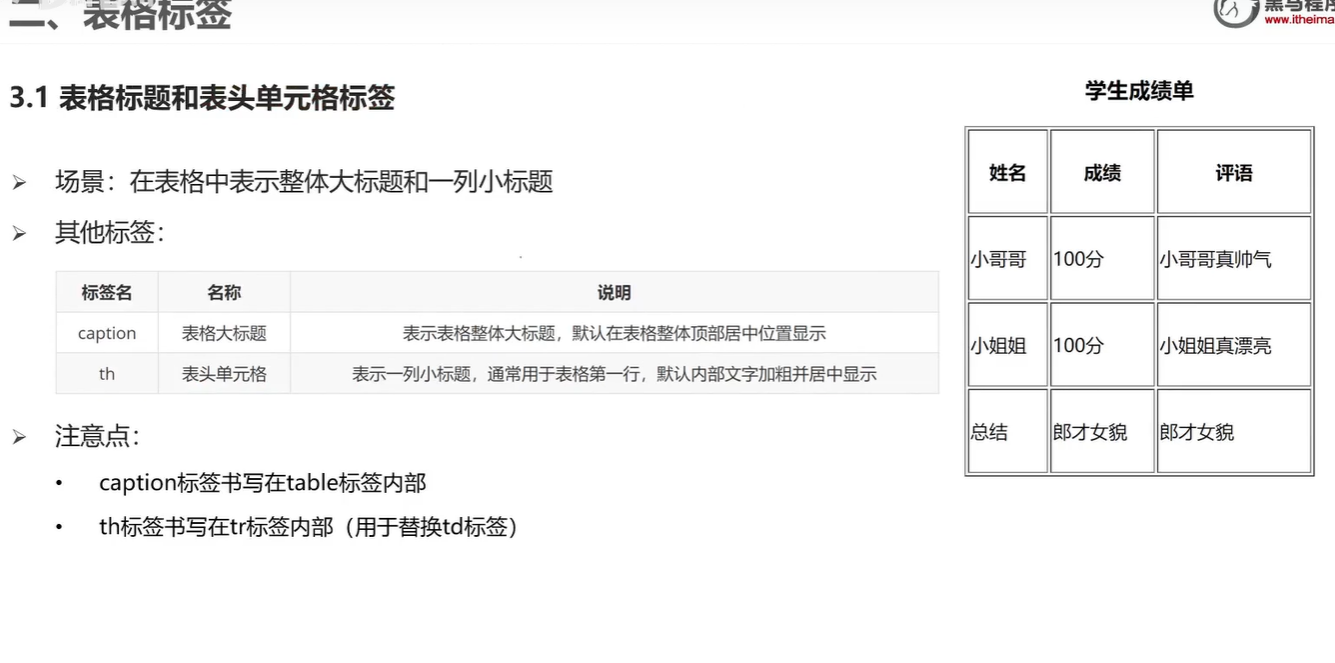 二、表格标签
www.itheima
3.1 表格标题和表头单元格标签
场景：在表格中表示整体大标题和一列小标题
其他标签：
标签名 名称 说明
caption 表格大标题 表示表格整体大标题，默认在表格整体顶部居中位置显示
th 表头单元格 表示一列小标题，通常用于表格第一行，默认内部文字加粗并居中显示
注意点：
caption标签书写在table标签内部
th标签书写在tr标签内部（用于替换td标签）
学生成绩单
姓名 成绩 评语
小哥哥 100分 小哥哥真帅气
小姐姐 100分 小姐姐真漂亮
总结 郎才女貌 郎才女貌